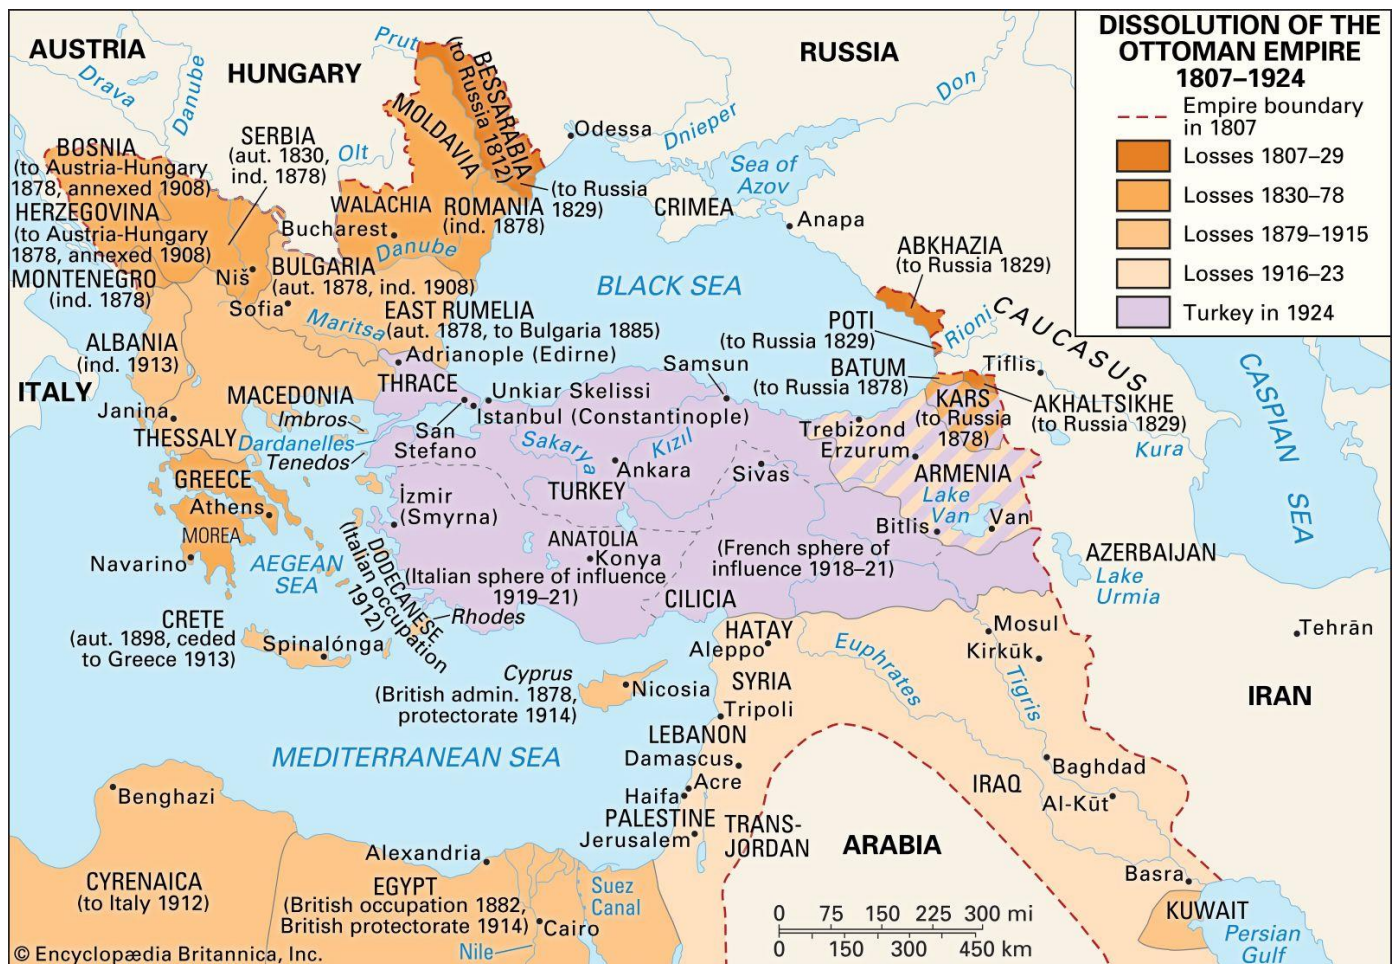 DISSOLUTION OF THE
OTTOMAN EMPIRE
1807–1924
Empire boundary
in 1807
Losses 1807–29
Losses 1830–78
Losses 1879–1915
Losses 1916–23
Turkey in 1924
AUSTRIA
Drava
Danube
HUNGARY
Prut
RUSSIA
Don
Dnieper
Odessa
Sea of
Azov
CRIMEA
Anapa
BESSARABIA
(to Russia 1812)
MOLDAVIA
(to Russia
1829)
BOSNIA
(to Austria-Hungary
1878, annexed 1908)
HERZEGOVINA
(to Austria-Hungary
1878, annexed 1908)
MONTENEGRO
(ind. 1878)
SERBIA
(aut. 1830,
ind. 1878)
Olt
WALACHIA
Bucharest
ROMANIA
(ind. 1878)
Danube
Niš
BULGARIA
(aut. 1878, ind. 1908)
Sofia
EAST RUMELIA
(aut. 1878, to Bulgaria 1885)
Maritsa
BLACK SEA
ABKHAZIA
(to Russia 1829)
POTI
(to Russia 1829)
Rioni
CAUCASUS
BATUM
(to Russia 1878)
Tiflis
KARS
(to Russia
1878)
AKHALTSIKHE
(to Russia 1829)
Kura
CASPIAN
SEA
ALBANIA
(ind. 1913)
ITALY
Adrianople (Edirne)
THRACE
Unkiar Skelissi
Istanbul (Constantinople)
San
Stefano
Samsun
MACEDONIA
Imbros
Dardanelles
Tenedos
Janina
THESSALY
GREECE
Athens
MOREA
Navarino
AEGEAN
SEA
Sakarya
Kızıl
Ankara
TURKEY
Sivas
Trebizond
Erzurum
ARMENIA
Lake
Van
Bitlis
Van
İzmir
(Smyrna)
ANATOLIA
Konya
(Italian sphere of influence
1919–21)
(French sphere of
influence 1918–21)
CILICIA
DODECANESE
(Italian occupation
1912)
Rhodes
AZERBAIJAN
Lake
Urmia
Tehrān
IRAN
CRETE
(aut. 1898, ceded
to Greece 1913)
Spinalónga
Cyprus
(British admin. 1878,
protectorate 1914)
Nicosia
HATAY
Aleppo
SYRIA
Tripoli
LEBANON
Damascus
Acre
Haifa
PALESTINE
Jerusalem
TRANS-
JORDAN
Euphrates
Mosul
Kirkūk
Tigris
Baghdad
IRAQ
Al-Kūt
Basra
ARABIA
KUWAIT
Persian
Gulf
MEDITERRANEAN SEA
Benghazi
CYRENAICA
(to Italy 1912)
Alexandria
EGYPT
(British occupation 1882,
British protectorate 1914)
Suez
Canal
Cairo
Nile
0 75 150 225 300 mi
0 150 300 450 km
© Encyclopædia Britannica, Inc.